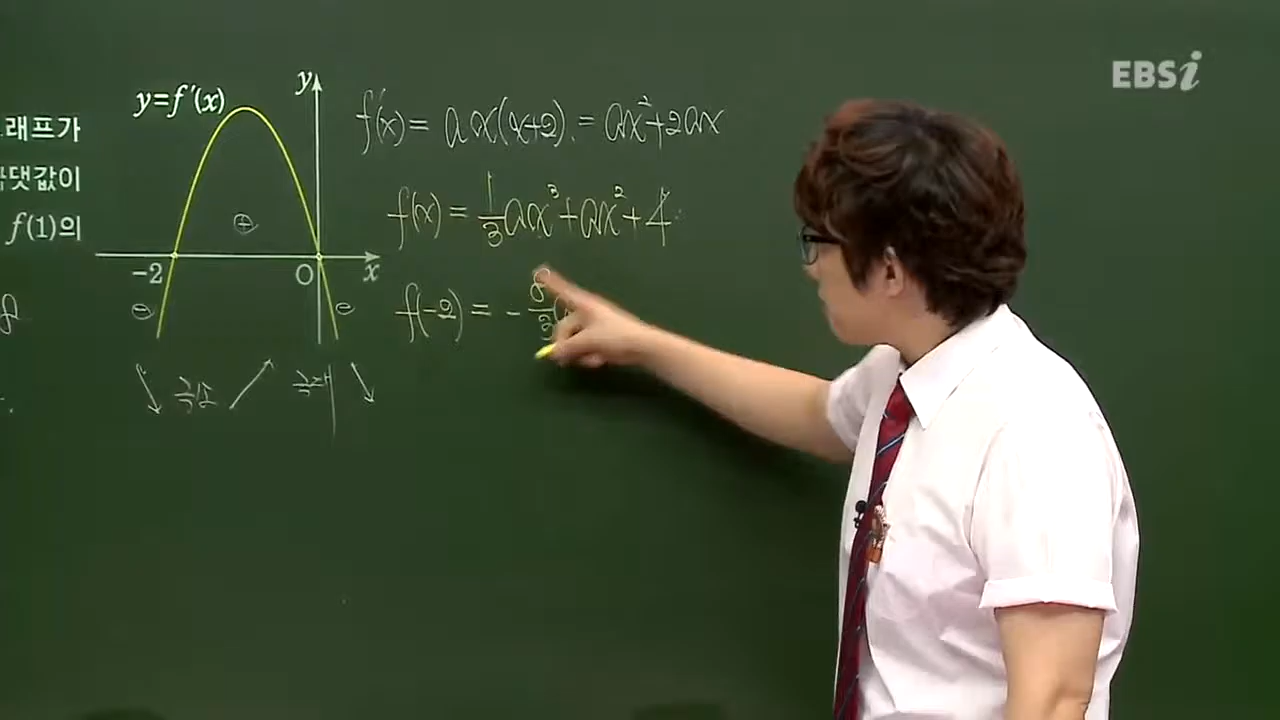 EBSi
래프가
댓값이
f(1)의
y=f'(x)
y
-2
O
x
⊕
⊖
⊖
극소
극대
f'(x) = ax(x+2). = ax²+2ax
f(x) = 1/3 ax³+ax²+4
f(-2) = - 8/3